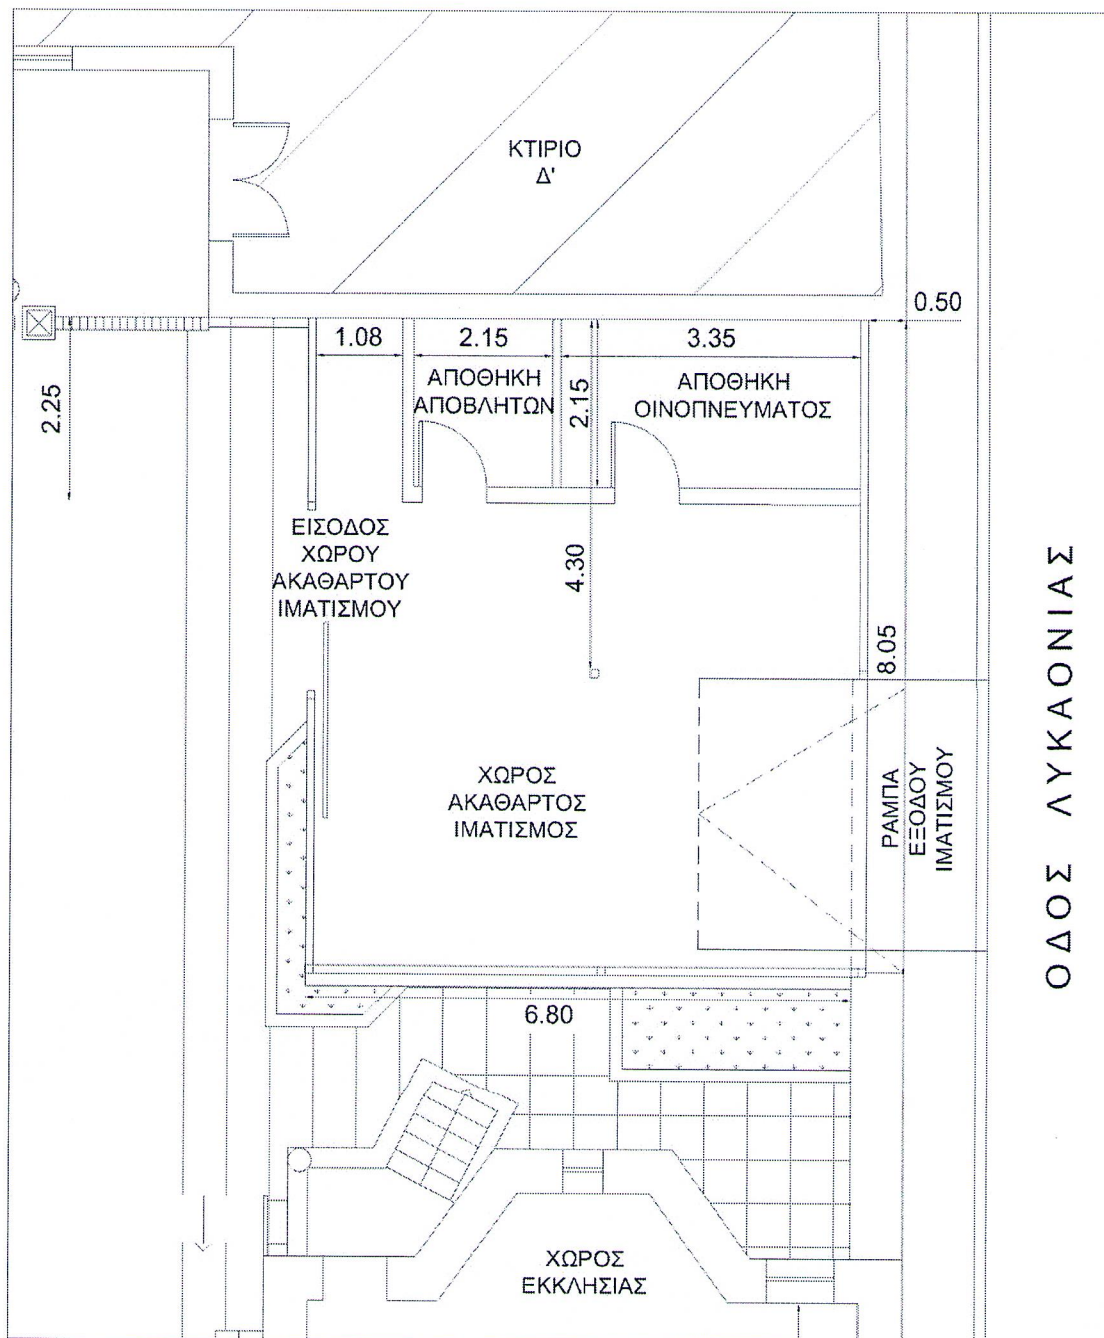 ΚΤΙΡΙΟ
Δ'
0.50
1.08
2.15
3.35
2.25
ΑΠΟΘΗΚΗ
ΑΠΟΒΛΗΤΩΝ
2.15
ΑΠΟΘΗΚΗ
ΟΙΝΟΠΝΕΥΜΑΤΟΣ
ΕΙΣΟΔΟΣ
ΧΩΡΟΥ
ΑΚΑΘΑΡΤΟΥ
ΙΜΑΤΙΣΜΟΥ
4.30
8.05
ΧΩΡΟΣ
ΑΚΑΘΑΡΤΟΣ
ΙΜΑΤΙΣΜΟΣ
ΡΑΜΠΑ
ΕΞΟΔΟΥ
ΙΜΑΤΙΣΜΟΥ
ΟΔΟΣ ΛΥΚΑΟΝΙΑΣ
6.80
ΧΩΡΟΣ
ΕΚΚΛΗΣΙΑΣ